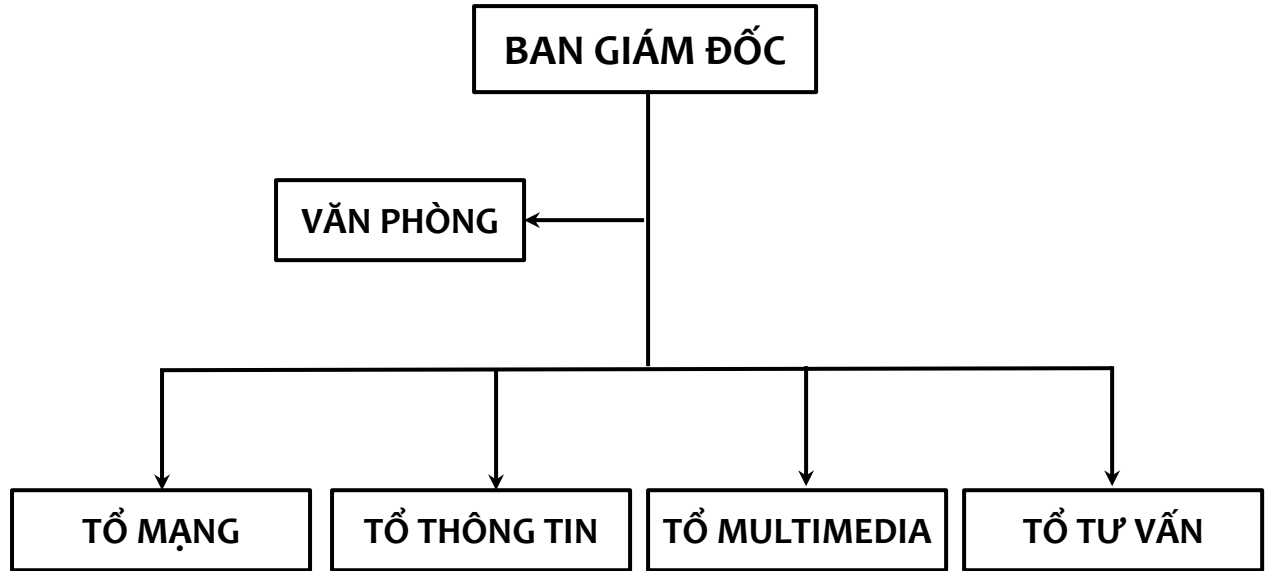 BAN GIÁM ĐỐC
VĂN PHÒNG
TỔ MẠNG
TỔ THÔNG TIN
TỔ MULTIMEDIA
TỔ TƯ VẤN